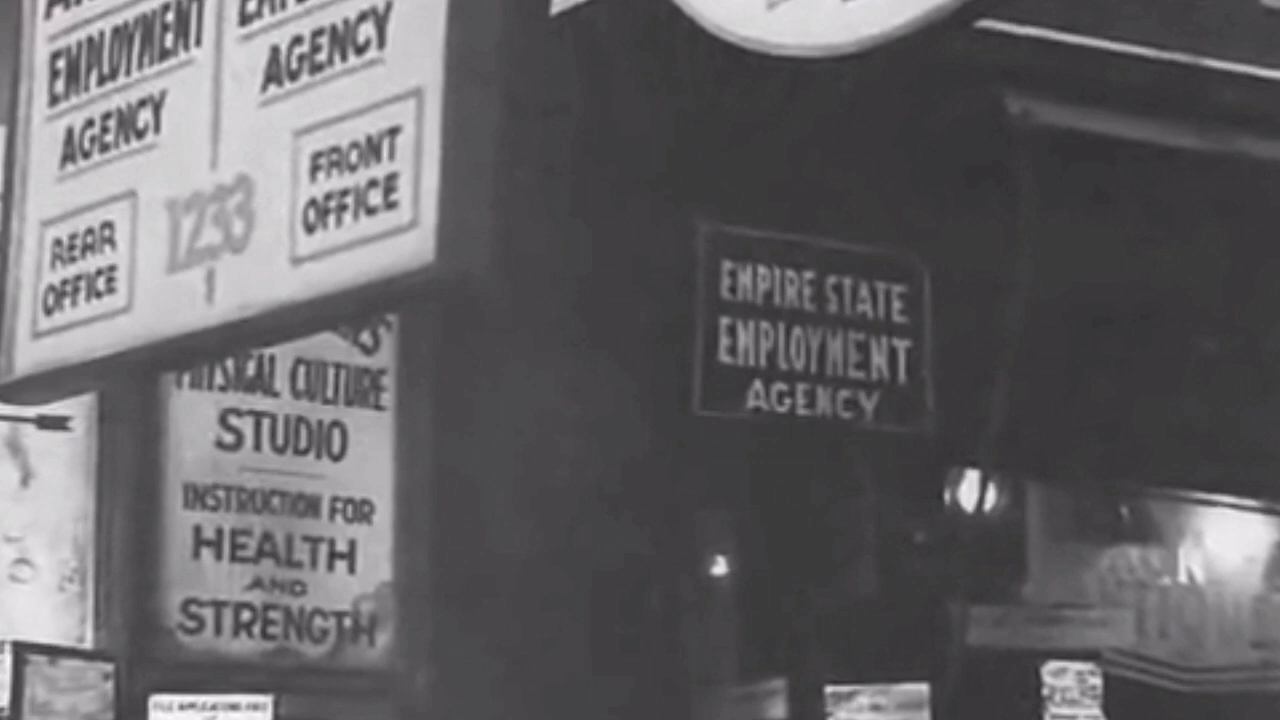 EMPLOYMENT
AGENCY
REAR
OFFICE
AGENCY
FRONT
OFFICE
1233
PHYSICAL CULTURE
STUDIO
INSTRUCTION FOR
HEALTH
AND
STRENGTH
EMPIRE STATE
EMPLOYMENT
AGENCY